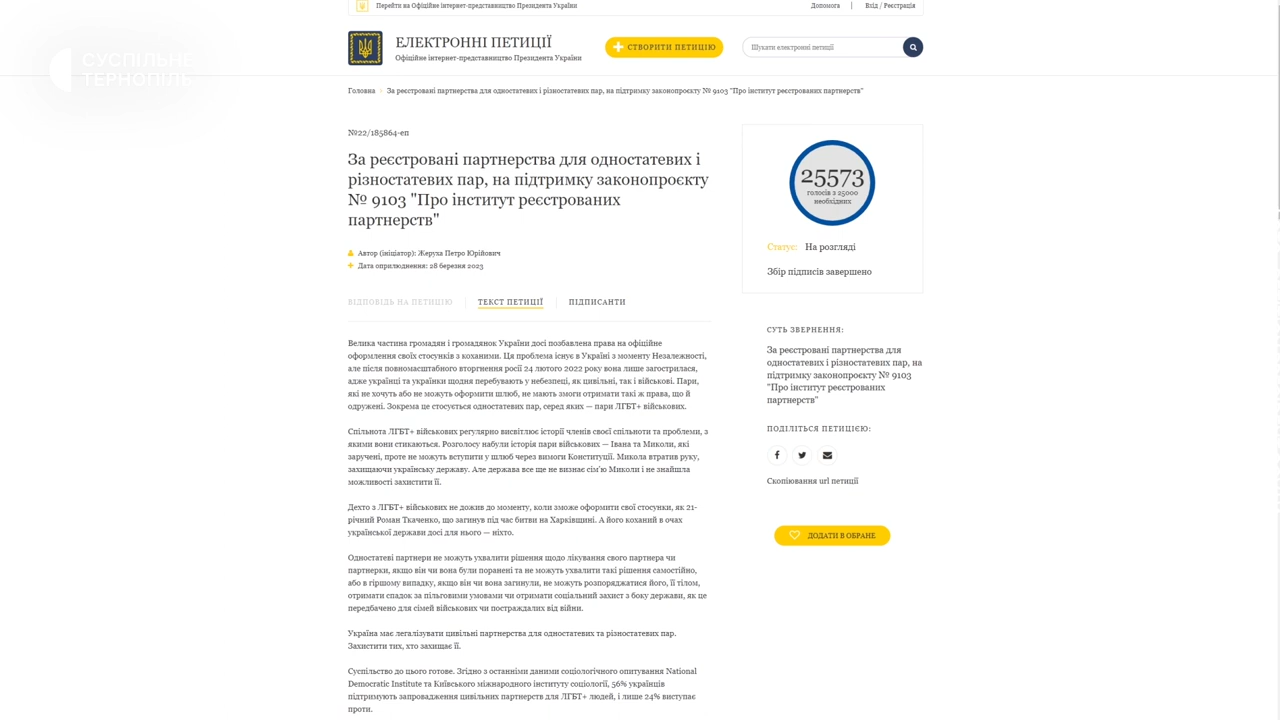 Перейти на Офіційне інтернет-представництво Президента України
Допомога | Вхід / Реєстрація
СУСПІЛЬНЕ
ТЕРНОПІЛЬ
ЕЛЕКТРОННІ ПЕТИЦІЇ
Офіційне інтернет-представництво Президента України
СТВОРИТИ ПЕТИЦІЮ
Шукати електронні петиції
Головна > За реєстровані партнерства для одностатевих і різностатевих пар, на підтримку законопроєкту № 9103 "Про інститут реєстрованих партнерств"
№22/185864-еп
За реєстровані партнерства для одностатевих і
різностатевих пар, на підтримку законопроєкту
№ 9103 "Про інститут реєстрованих
партнерств"
Автор (ініціатор): Жеруха Петро Юрійович
Дата оприлюднення: 28 березня 2023
ВІДПОВІДЬ НА ПЕТИЦІЮ
ТЕКСТ ПЕТИЦІЇ
ПІДПИСАНТИ
Велика частина громадян і громадянок України досі позбавлена права на офіційне
оформлення своїх стосунків з коханими. Ця проблема існує в Україні з моменту Незалежності,
але після повномасштабного вторгнення росії 24 лютого 2022 року вона лише загострилася,
адже українці та українки щодня перебувають у небезпеці, як цивільні, так і військові. Пари,
які не хочуть або не можуть оформити шлюб, не мають змоги отримати такі ж права, що й
одружені. Зокрема це стосується одностатевих пар, серед яких — пари ЛГБТ+ військових.
Спільнота ЛГБТ+ військових регулярно висвітлює історії членів своєї спільноти та проблеми, з
якими вони стикаються. Розголосу набули історія пари військових — Івана та Миколи, які
заручені, проте не можуть вступити у шлюб через вимоги Конституції. Микола втратив руку,
захищаючи українську державу. Але держава все ще не визнає сім'ю Миколи і не знайшла
можливості захистити її.
Дехто з ЛГБТ+ військових не дожив до моменту, коли зможе оформити свої стосунки, як 21-
річний Роман Ткаченко, що загинув під час битви на Харківщині. А його коханий в очах
української держави досі для нього — ніхто.
Одностатеві партнери не можуть ухвалити рішення щодо лікування свого партнера чи
партнерки, якщо він чи вона були поранені та не можуть ухвалити такі рішення самостійно,
або в гіршому випадку, якщо він чи вона загинули, не можуть розпоряджатися його, її тілом,
отримати спадок за пільговими умовами чи отримати соціальний захист з боку держави, як це
передбачено для сімей військових чи постраждалих від війни.
Україна має легалізувати цивільні партнерства для одностатевих та різностатевих пар.
Захистити тих, хто захищає її.
Суспільство до цього готове. Згідно з останніми даними соціологічного опитування National
Democratic Institute та Київського міжнародного інституту соціології, 56% українців
підтримують запровадження цивільних партнерств для ЛГБТ+ людей, і лише 24% виступає
проти.
25573
голосів з 25000
необхідних
Статус: На розгляді
Збір підписів завершено
СУТЬ ЗВЕРНЕННЯ:
За реєстровані партнерства для
одностатевих і різностатевих пар, на
підтримку законопроєкту № 9103
"Про інститут реєстрованих
партнерств"
ПОДІЛІТЬСЯ ПЕТИЦІЄЮ:
Скопіювання url петиції
ДОДАТИ В ОБРАНЕ